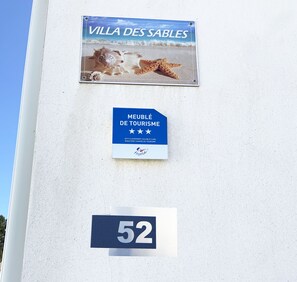 VILLA DES SABLES
MEUBLÉ
DE TOURISME
★★★
52